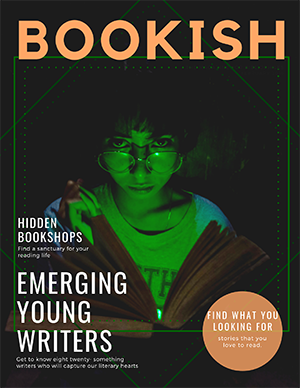 BOOKISH
HIDDEN
BOOKSHOPS
Find a sanctuary for your
reading life
EMERGING
YOUNG
WRITERS
Get to know eight twenty- something
writers who will capture our literary hearts
FIND WHAT YOU
LOOKING FOR
stories that you
love to read.